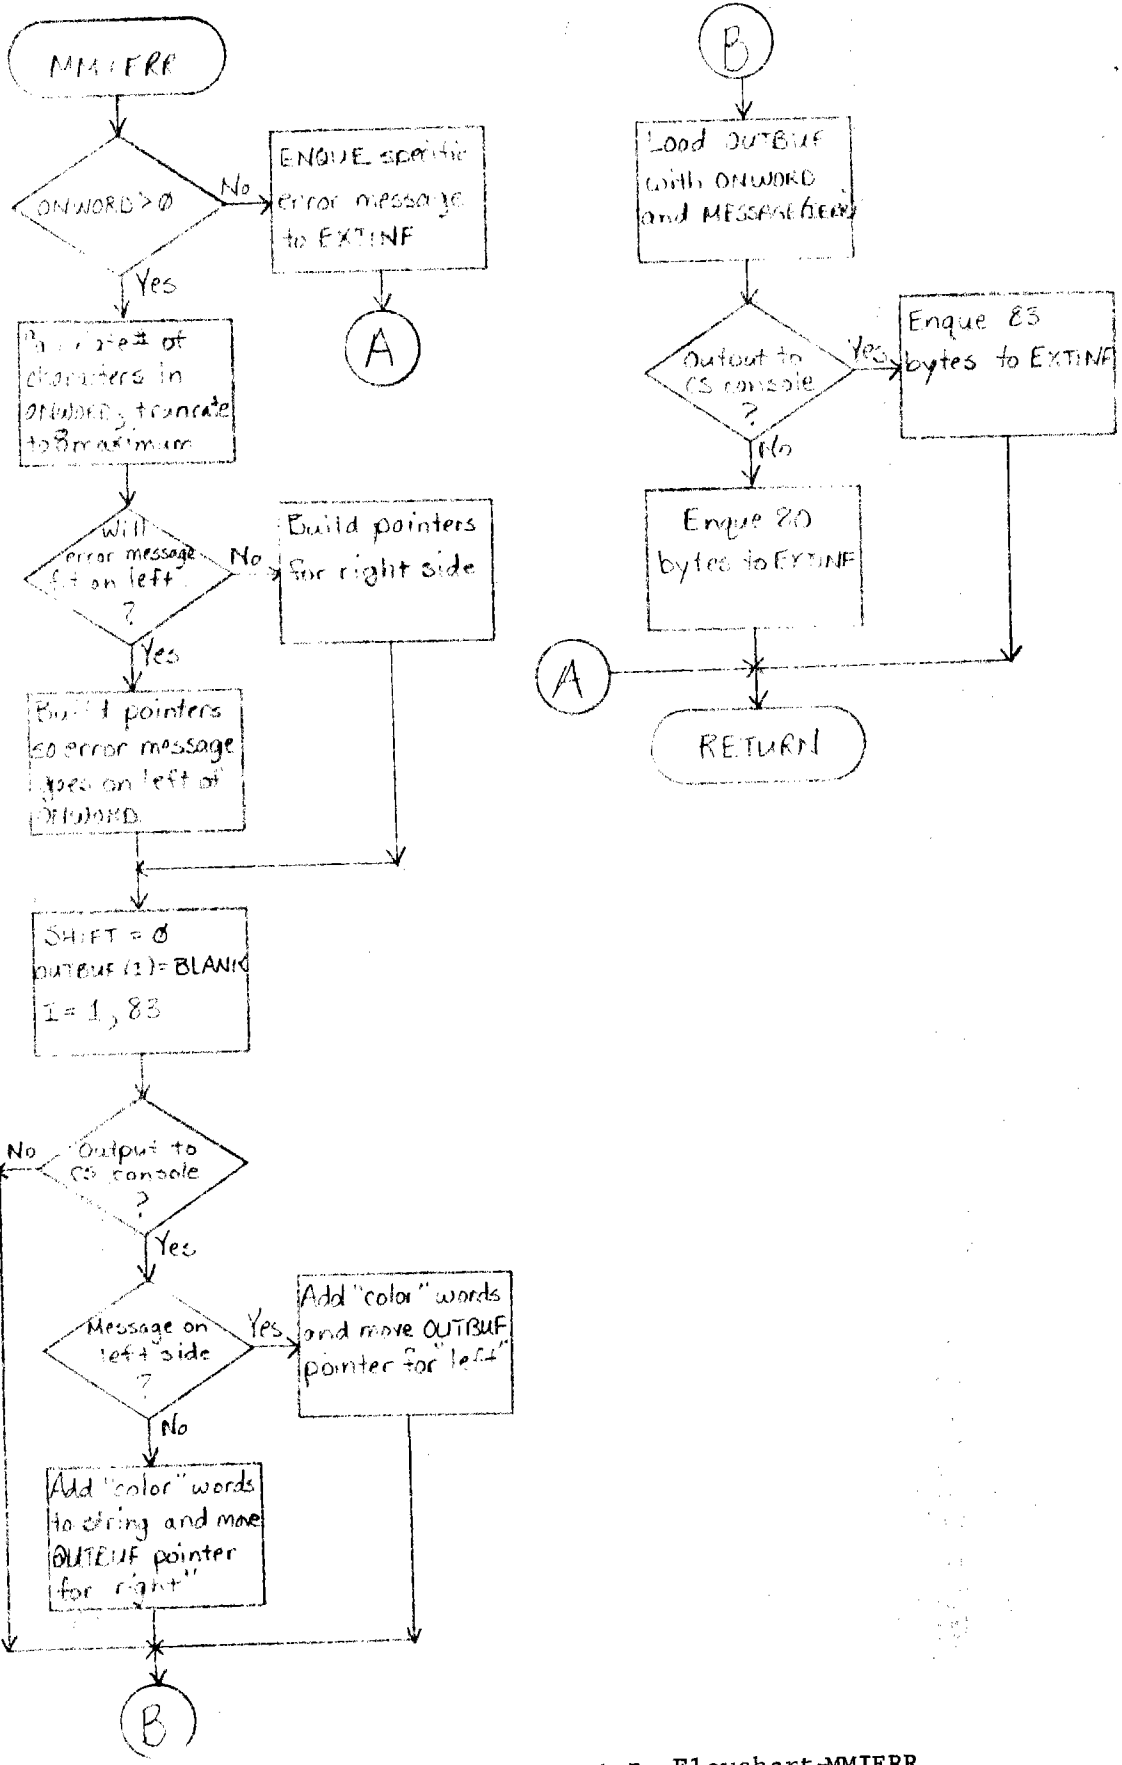 MMIERR
ONWORD>Ø
No
Yes
ENQUE specific
error message
to EXTINF
A
# of
characters in
ONWORD, truncate
to 8 maximum
Will
error message
fit on left
?
No
Yes
Build pointers
for right side
Build pointers
so error message
goes on left of
ONWORD
SHIFT = Ø
OUTBUF(I)=BLANK
I=1,83
Output to
CS console
?
No
Yes
Message on
left side
?
Yes
No
Add "color" words
and move OUTBUF
pointer for "left"
Add "color" words
to string and move
OUTBUF pointer
for right"
B
B
Load OUTBUF
with ONWORD
and MESSAGE(IERR)
Output to
CS console
?
Yes
No
Enque 83
bytes to EXTINF
Enque 80
bytes to EXTINF
A
RETURN
Flowchart-MMIERR